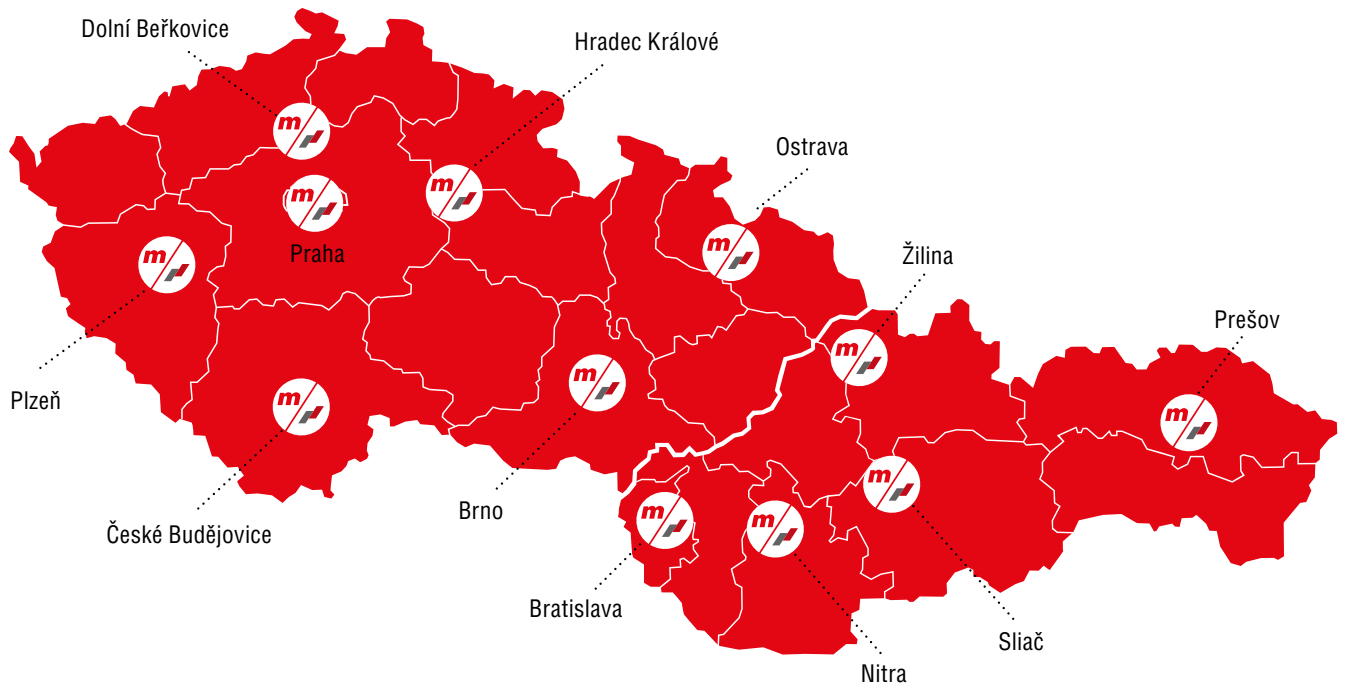 Dolní Beřkovice
Hradec Králové
Ostrava
Žilina
Prešov
Praha
Plzeň
České Budějovice
Brno
Bratislava
Nitra
Sliač
m
m
m
m
m
m
m
m
m
m
m
m